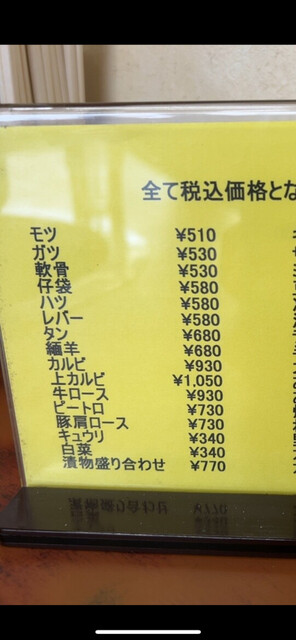 全て税込価格とな
モツ ¥510
ガツ ¥530
軟骨 ¥530
仔袋 ¥580
ハツ ¥580
レバー ¥580
タン ¥680
緬羊 ¥680
カルビ ¥930
上カルビ ¥1,050
牛ロース ¥930
ピートロ ¥730
豚肩ロース ¥730
キュウリ ¥340
白菜 ¥340
漬物盛り合わせ ¥770